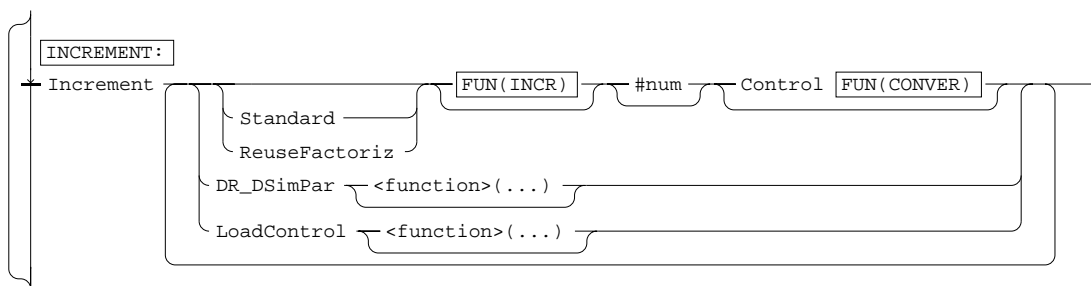 INCREMENT:
Increment FUN(INCR) #num Control FUN(CONVER)
Standard
ReuseFactoriz
DR_DSimPar <function>(...)
LoadControl <function>(...)